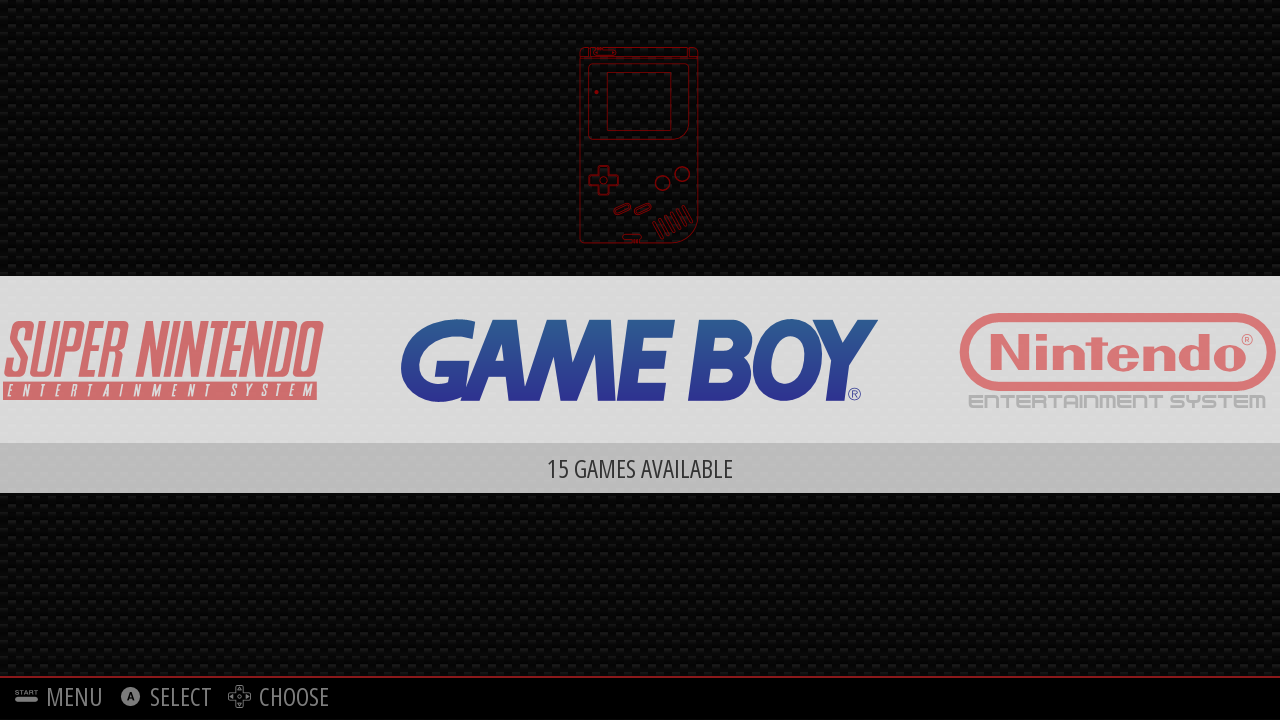 SUPER NINTENDO
ENTERTAINMENT SYSTEM
GAME BOY®
Nintendo®
ENTERTAINMENT SYSTEM
15 GAMES AVAILABLE
START MENU A SELECT CHOOSE